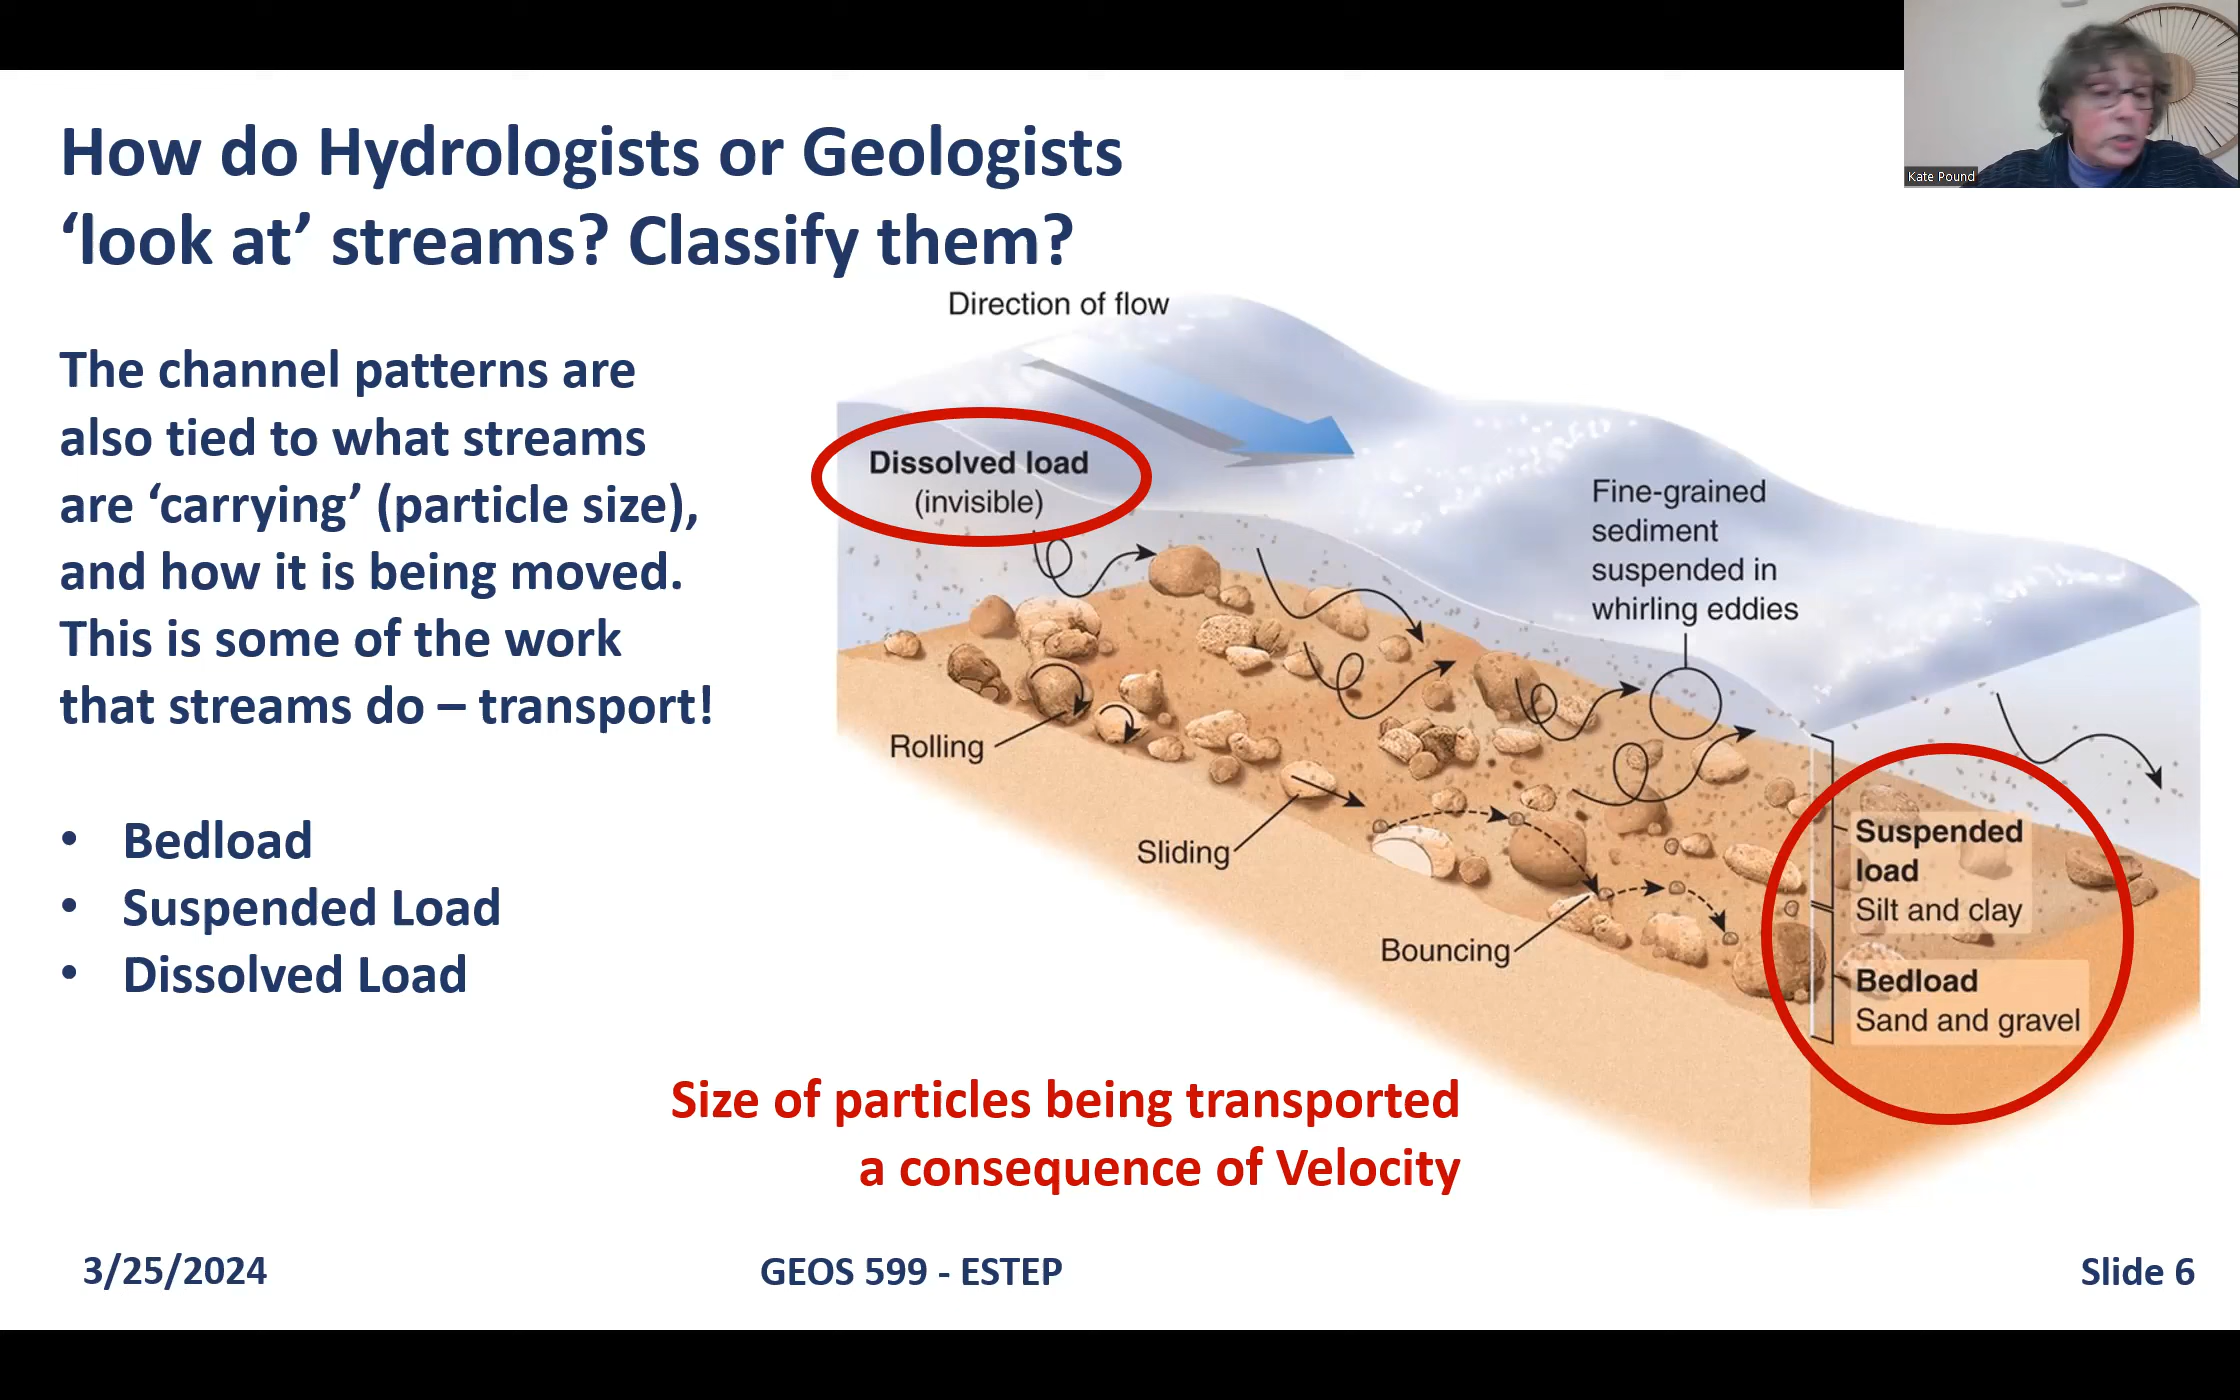 Kate Pound
How do Hydrologists or Geologists
‘look at’ streams? Classify them?
The channel patterns are
also tied to what streams
are ‘carrying’ (particle size),
and how it is being moved.
This is some of the work
that streams do – transport!
• Bedload
• Suspended Load
• Dissolved Load
Direction of flow
Dissolved load
(invisible)
Fine-grained
sediment
suspended in
whirling eddies
Rolling
Sliding
Bouncing
Suspended
load
Silt and clay
Bedload
Sand and gravel
Size of particles being transported
a consequence of Velocity
3/25/2024
GEOS 599 - ESTEP
Slide 6